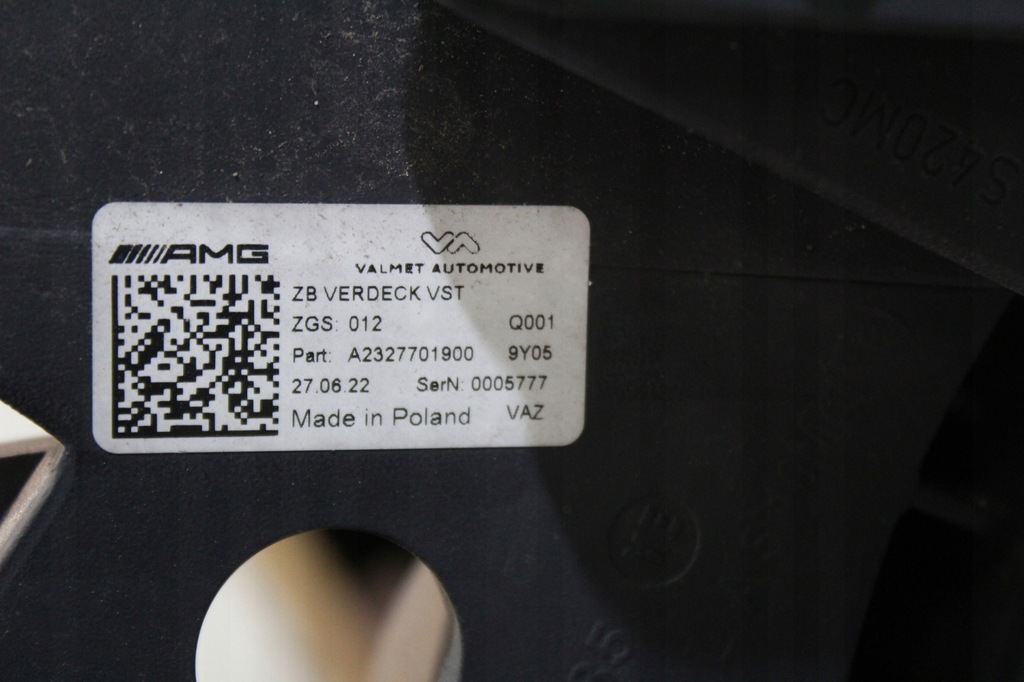 AMG
VALMET AUTOMOTIVE
ZB VERDECK VST
ZGS: 012 Q001
Part: A2327701900 9Y05
27.06.22 SerN: 0005777
Made in Poland VAZ
S420MC